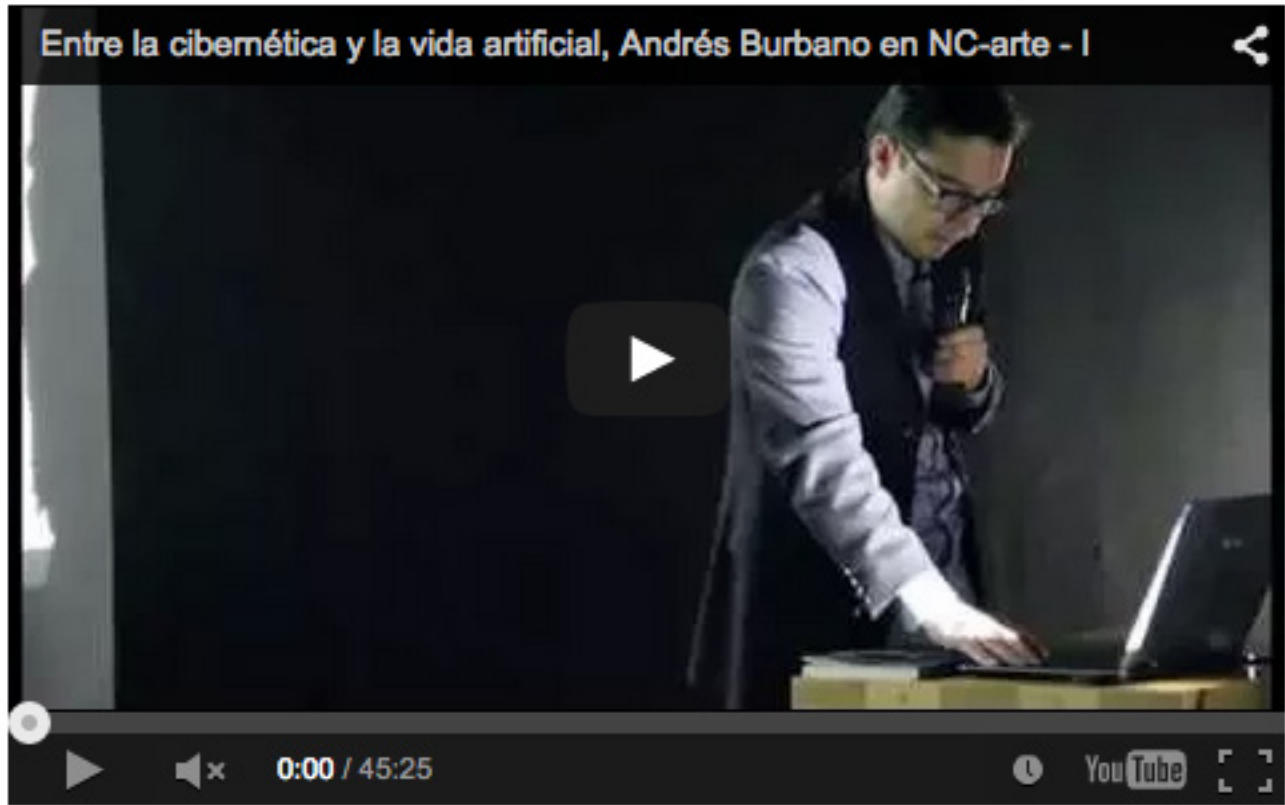 Entre la cibernética y la vida artificial, Andrés Burbano en NC-arte - I
0:00 / 45:25
YouTube